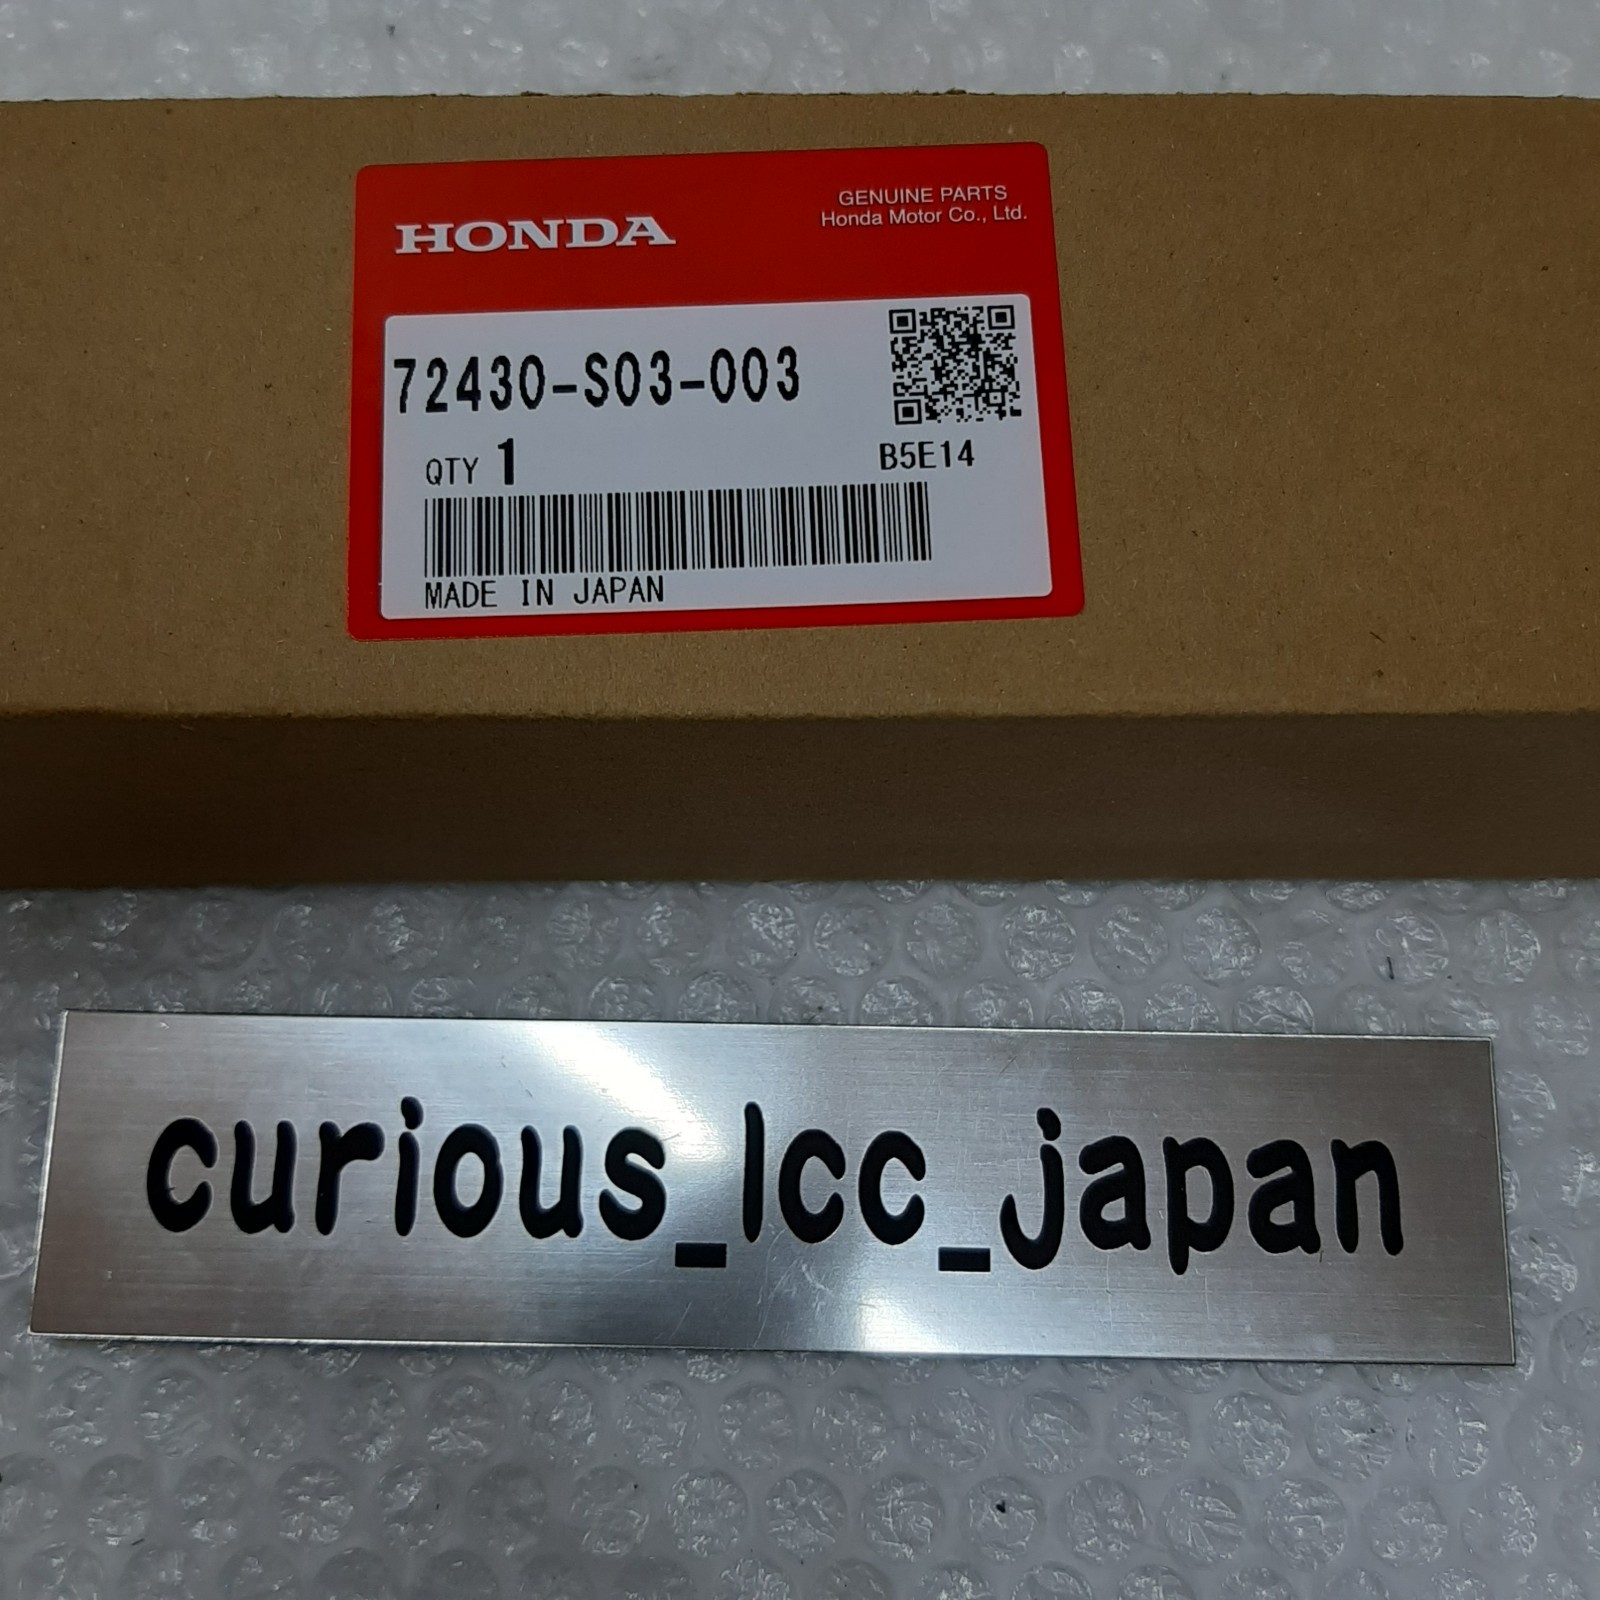 HONDA
GENUINE PARTS
Honda Motor Co., Ltd.
72430-S03-003
QTY 1
B5E14
MADE IN JAPAN
curious_lcc_japan